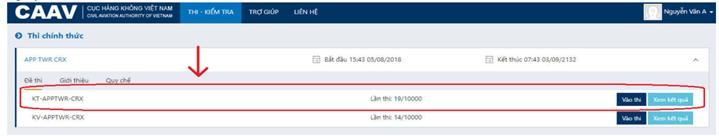 CAAV CỤC HÀNG KHÔNG VIỆT NAM THI - KIỂM TRA TRỢ GIÚP LIÊN HỆ Nguyễn Văn A
CIVIL AVIATION AUTHORITY OF VIETNAM
Thi chính thức
APP TWR CRX Bắt đầu 15:43 05/08/2018 Kết thúc 07:43 03/09/2132
Đề thi Giới thiệu Quy chế
KT-APPTWR-CRX Lần thi: 19/10000 Vào thi Xem kết quả
KV-APPTWR-CRX Lần thi: 14/10000 Vào thi Xem kết quả